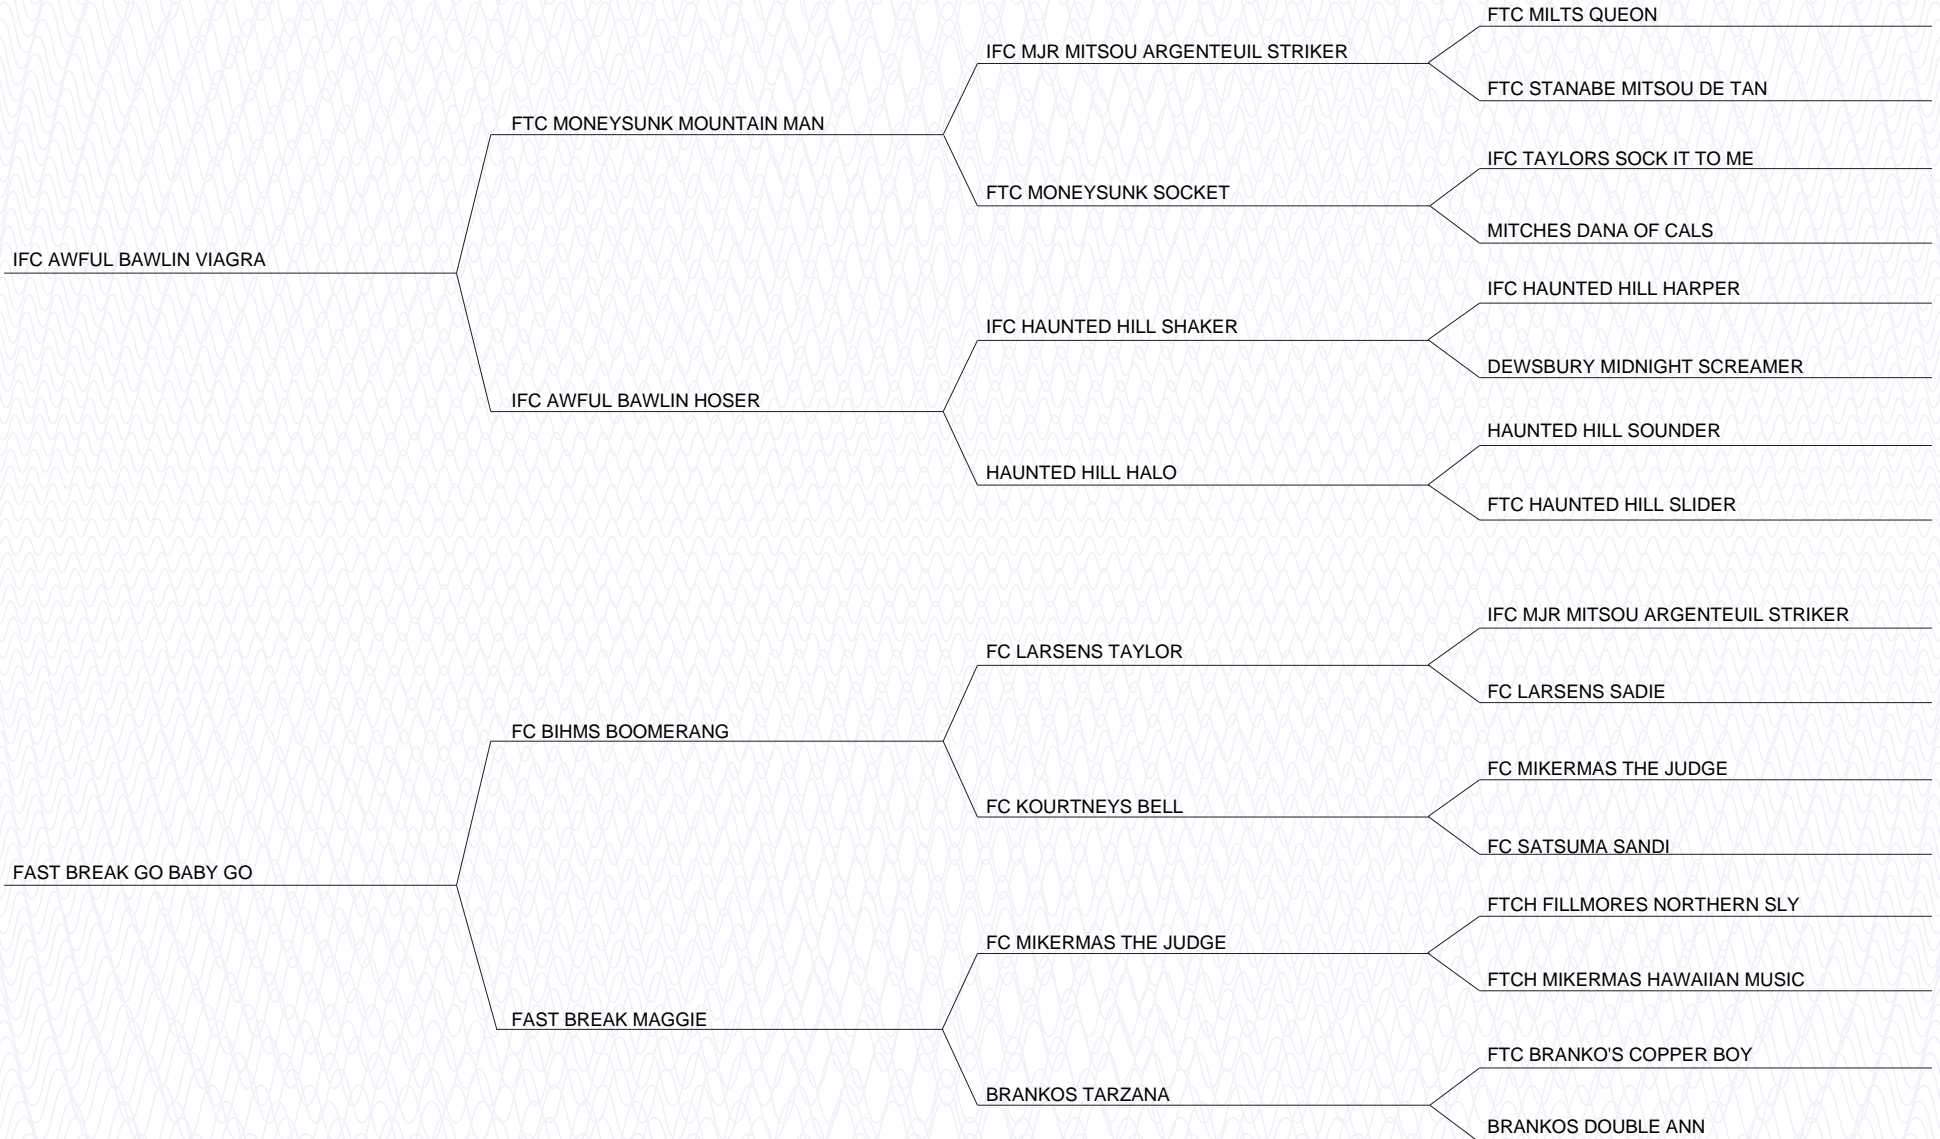 FTC MILTS QUEON
IFC MJR MITSOU ARGENTEUIL STRIKER
FTC STANABE MITSOU DE TAN
FTC MONEYSUNK MOUNTAIN MAN
IFC TAYLORS SOCK IT TO ME
FTC MONEYSUNK SOCKET
MITCHES DANA OF CALS
IFC AWFUL BAWLIN VIAGRA
IFC HAUNTED HILL HARPER
IFC HAUNTED HILL SHAKER
DEWSBURY MIDNIGHT SCREAMER
IFC AWFUL BAWLIN HOSER
HAUNTED HILL SOUNDER
HAUNTED HILL HALO
FTC HAUNTED HILL SLIDER
IFC MJR MITSOU ARGENTEUIL STRIKER
FC LARSENS TAYLOR
FC LARSENS SADIE
FC BIHMS BOOMERANG
FC MIKERMAS THE JUDGE
FC KOURTNEYS BELL
FC SATSUMA SANDI
FAST BREAK GO BABY GO
FTCH FILLMORES NORTHERN SLY
FC MIKERMAS THE JUDGE
FTCH MIKERMAS HAWAIIAN MUSIC
FAST BREAK MAGGIE
FTC BRANKO'S COPPER BOY
BRANKOS TARZANA
BRANKOS DOUBLE ANN